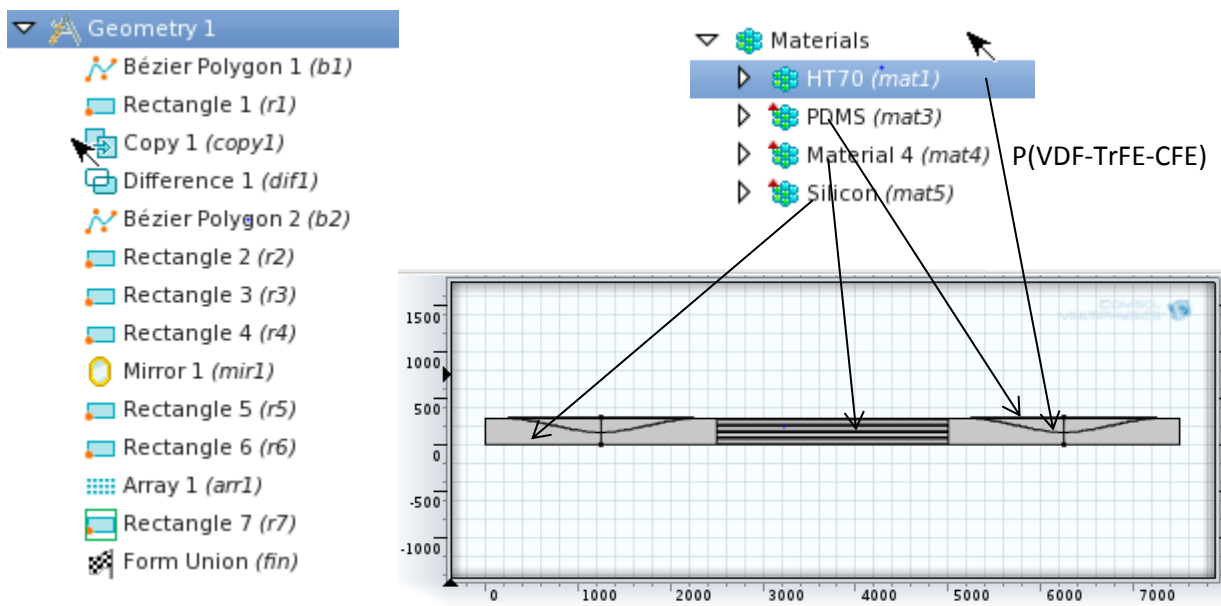 Geometry 1
Bézier Polygon 1 (b1)
Rectangle 1 (r1)
Copy 1 (copy1)
Difference 1 (dif1)
Bézier Polygon 2 (b2)
Rectangle 2 (r2)
Rectangle 3 (r3)
Rectangle 4 (r4)
Mirror 1 (mir1)
Rectangle 5 (r5)
Rectangle 6 (r6)
Array 1 (arr1)
Rectangle 7 (r7)
Form Union (fin)
Materials
HT70 (mat1)
PDMS (mat3)
Material 4 (mat4)
Silicon (mat5)
P(VDF-TrFE-CFE)
COMSOL
MULTIPHYSICS
1500
1000
500
0
-500
-1000
0 1000 2000 3000 4000 5000 6000 7000